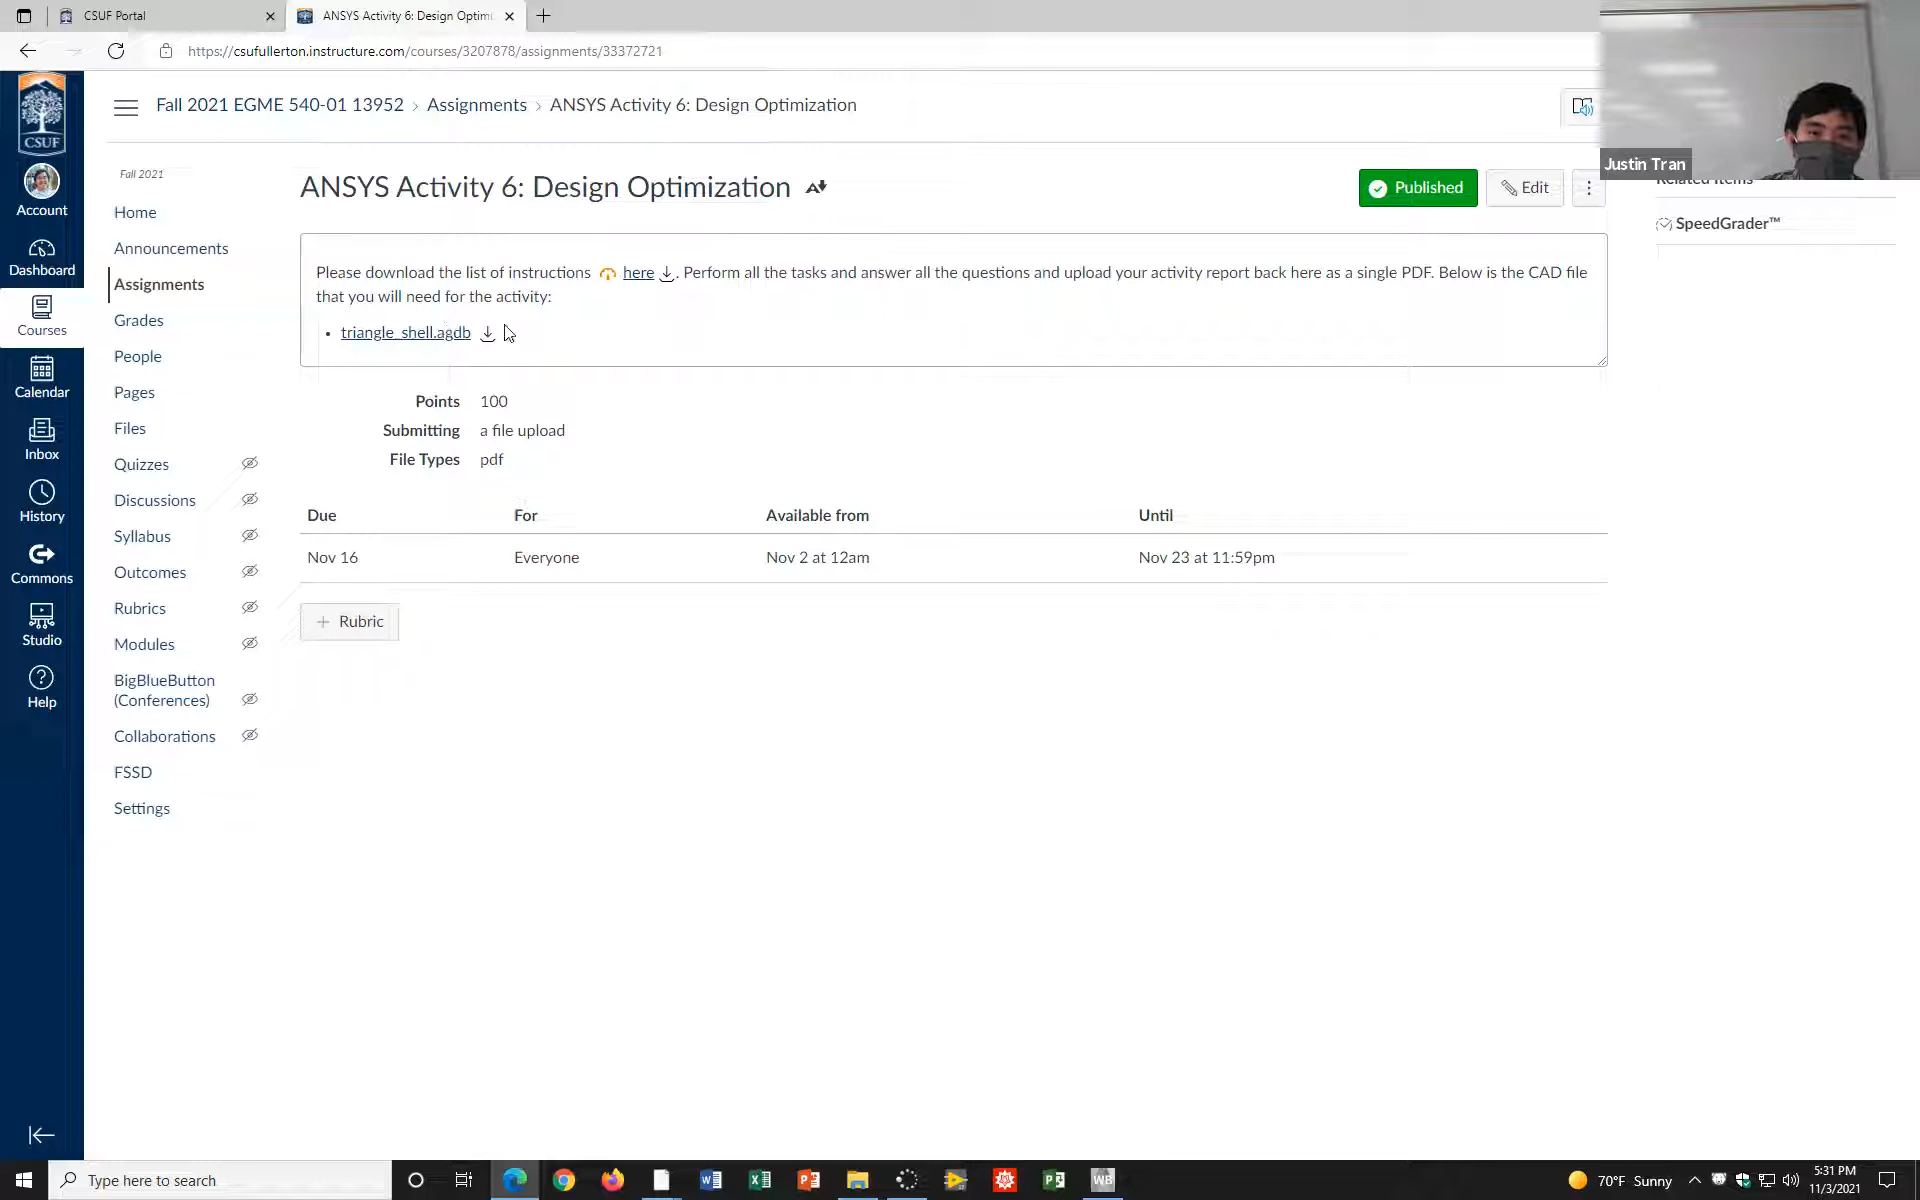 CSUF Portal
ANSYS Activity 6: Design Optimi
https://csufullerton.instructure.com/courses/3207878/assignments/33372721
CSUF
Account
Dashboard
Courses
Calendar
Inbox
History
Commons
Studio
Help
Fall 2021 EGME 540-01 13952 › Assignments › ANSYS Activity 6: Design Optimization
Fall 2021
Home
Announcements
Assignments
Grades
People
Pages
Files
Quizzes
Discussions
Syllabus
Outcomes
Rubrics
Modules
BigBlueButton
(Conferences)
Collaborations
FSSD
Settings
ANSYS Activity 6: Design Optimization
Published
Edit
Please download the list of instructions here. Perform all the tasks and answer all the questions and upload your activity report back here as a single PDF. Below is the CAD file
that you will need for the activity:
• triangle_shell.agdb
Points 100
Submitting a file upload
File Types pdf
Due For Available from Until
Nov 16 Everyone Nov 2 at 12am Nov 23 at 11:59pm
+ Rubric
Justin Tran
Related Items
SpeedGrader™
Type here to search
WB
70°F Sunny
5:31 PM
11/3/2021